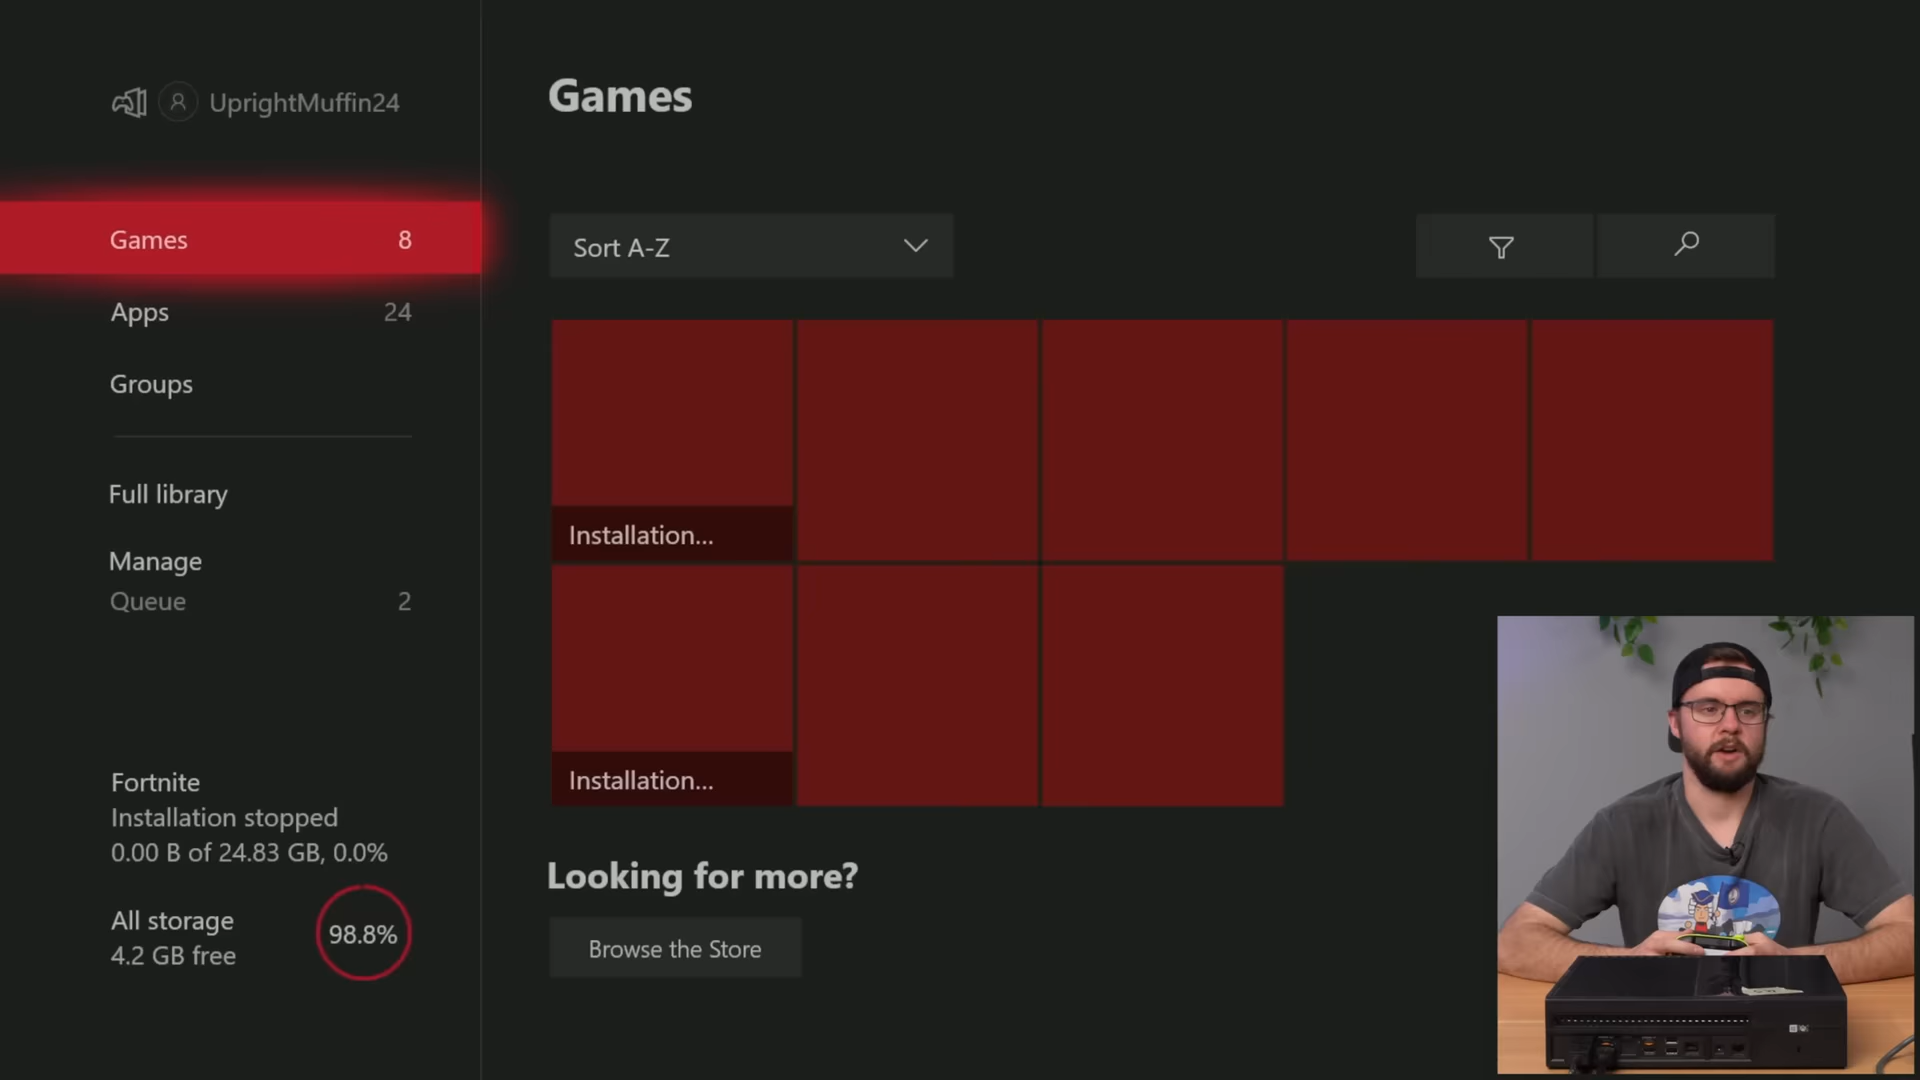 UprightMuffin24
Games 8
Apps 24
Groups
Full library
Manage
Queue 2
Fortnite
Installation stopped
0.00 B of 24.83 GB, 0.0%
All storage
4.2 GB free
98.8%
Games
Sort A-Z
Installation...
Installation...
Looking for more?
Browse the Store